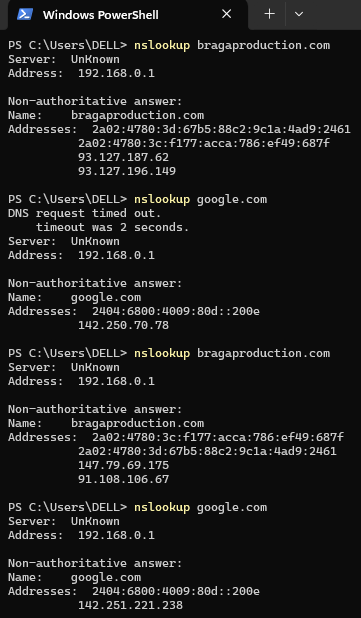 Windows PowerShell
PS C:\Users\DELL> nslookup bragaproduction.com
Server:  UnKnown
Address:  192.168.0.1
Non-authoritative answer:
Name:    bragaproduction.com
Addresses:  2a02:4780:3d:67b5:88c2:9c1a:4ad9:2461
2a02:4780:3c:f177:acca:786:ef49:687f
93.127.187.62
93.127.196.149
PS C:\Users\DELL> nslookup google.com
DNS request timed out.
timeout was 2 seconds.
Server:  UnKnown
Address:  192.168.0.1
Non-authoritative answer:
Name:    google.com
Addresses:  2404:6800:4009:80d::200e
142.250.70.78
PS C:\Users\DELL> nslookup bragaproduction.com
Server:  UnKnown
Address:  192.168.0.1
Non-authoritative answer:
Name:    bragaproduction.com
Addresses:  2a02:4780:3c:f177:acca:786:ef49:687f
2a02:4780:3d:67b5:88c2:9c1a:4ad9:2461
147.79.69.175
91.108.106.67
PS C:\Users\DELL> nslookup google.com
Server:  UnKnown
Address:  192.168.0.1
Non-authoritative answer:
Name:    google.com
Addresses:  2404:6800:4009:80d::200e
142.251.221.238